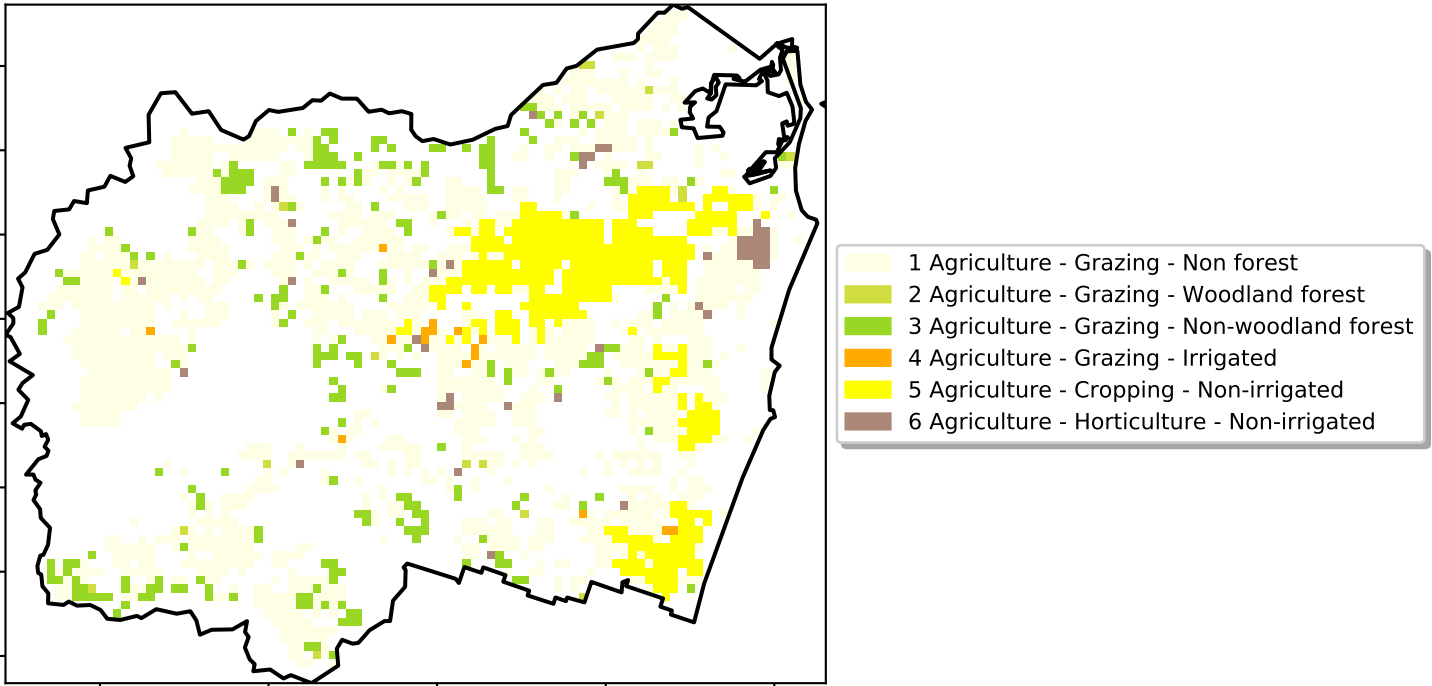 1 Agriculture - Grazing - Non forest
2 Agriculture - Grazing - Woodland forest
3 Agriculture - Grazing - Non-woodland forest
4 Agriculture - Grazing - Irrigated
5 Agriculture - Cropping - Non-irrigated
6 Agriculture - Horticulture - Non-irrigated